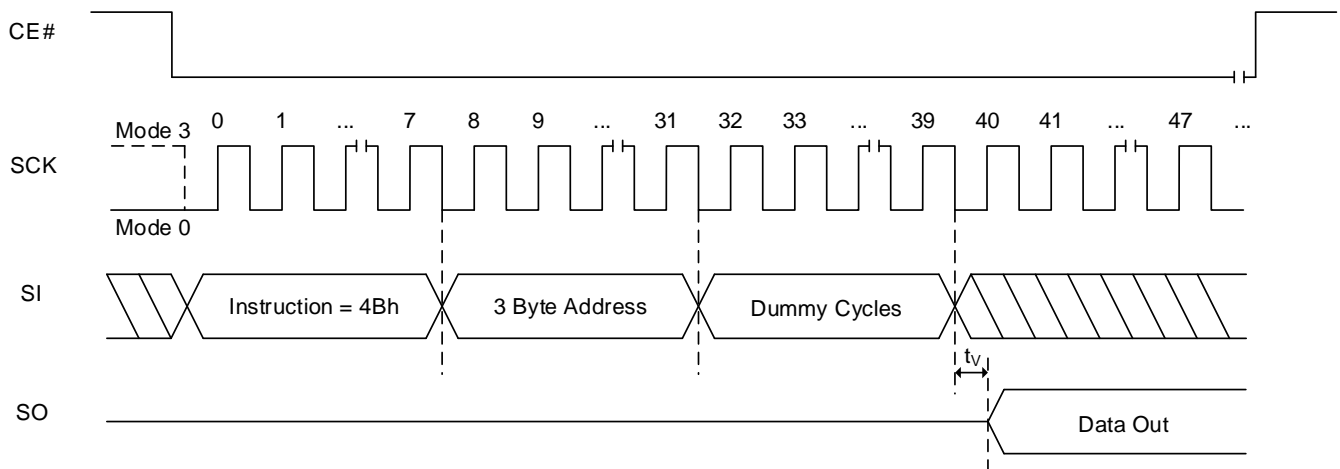 CE#
Mode 3 0 1 ... 7 8 9 ... 31 32 33 ... 39 40 41 ... 47 ...
SCK
Mode 0
SI Instruction = 4Bh 3 Byte Address Dummy Cycles
tV
SO Data Out